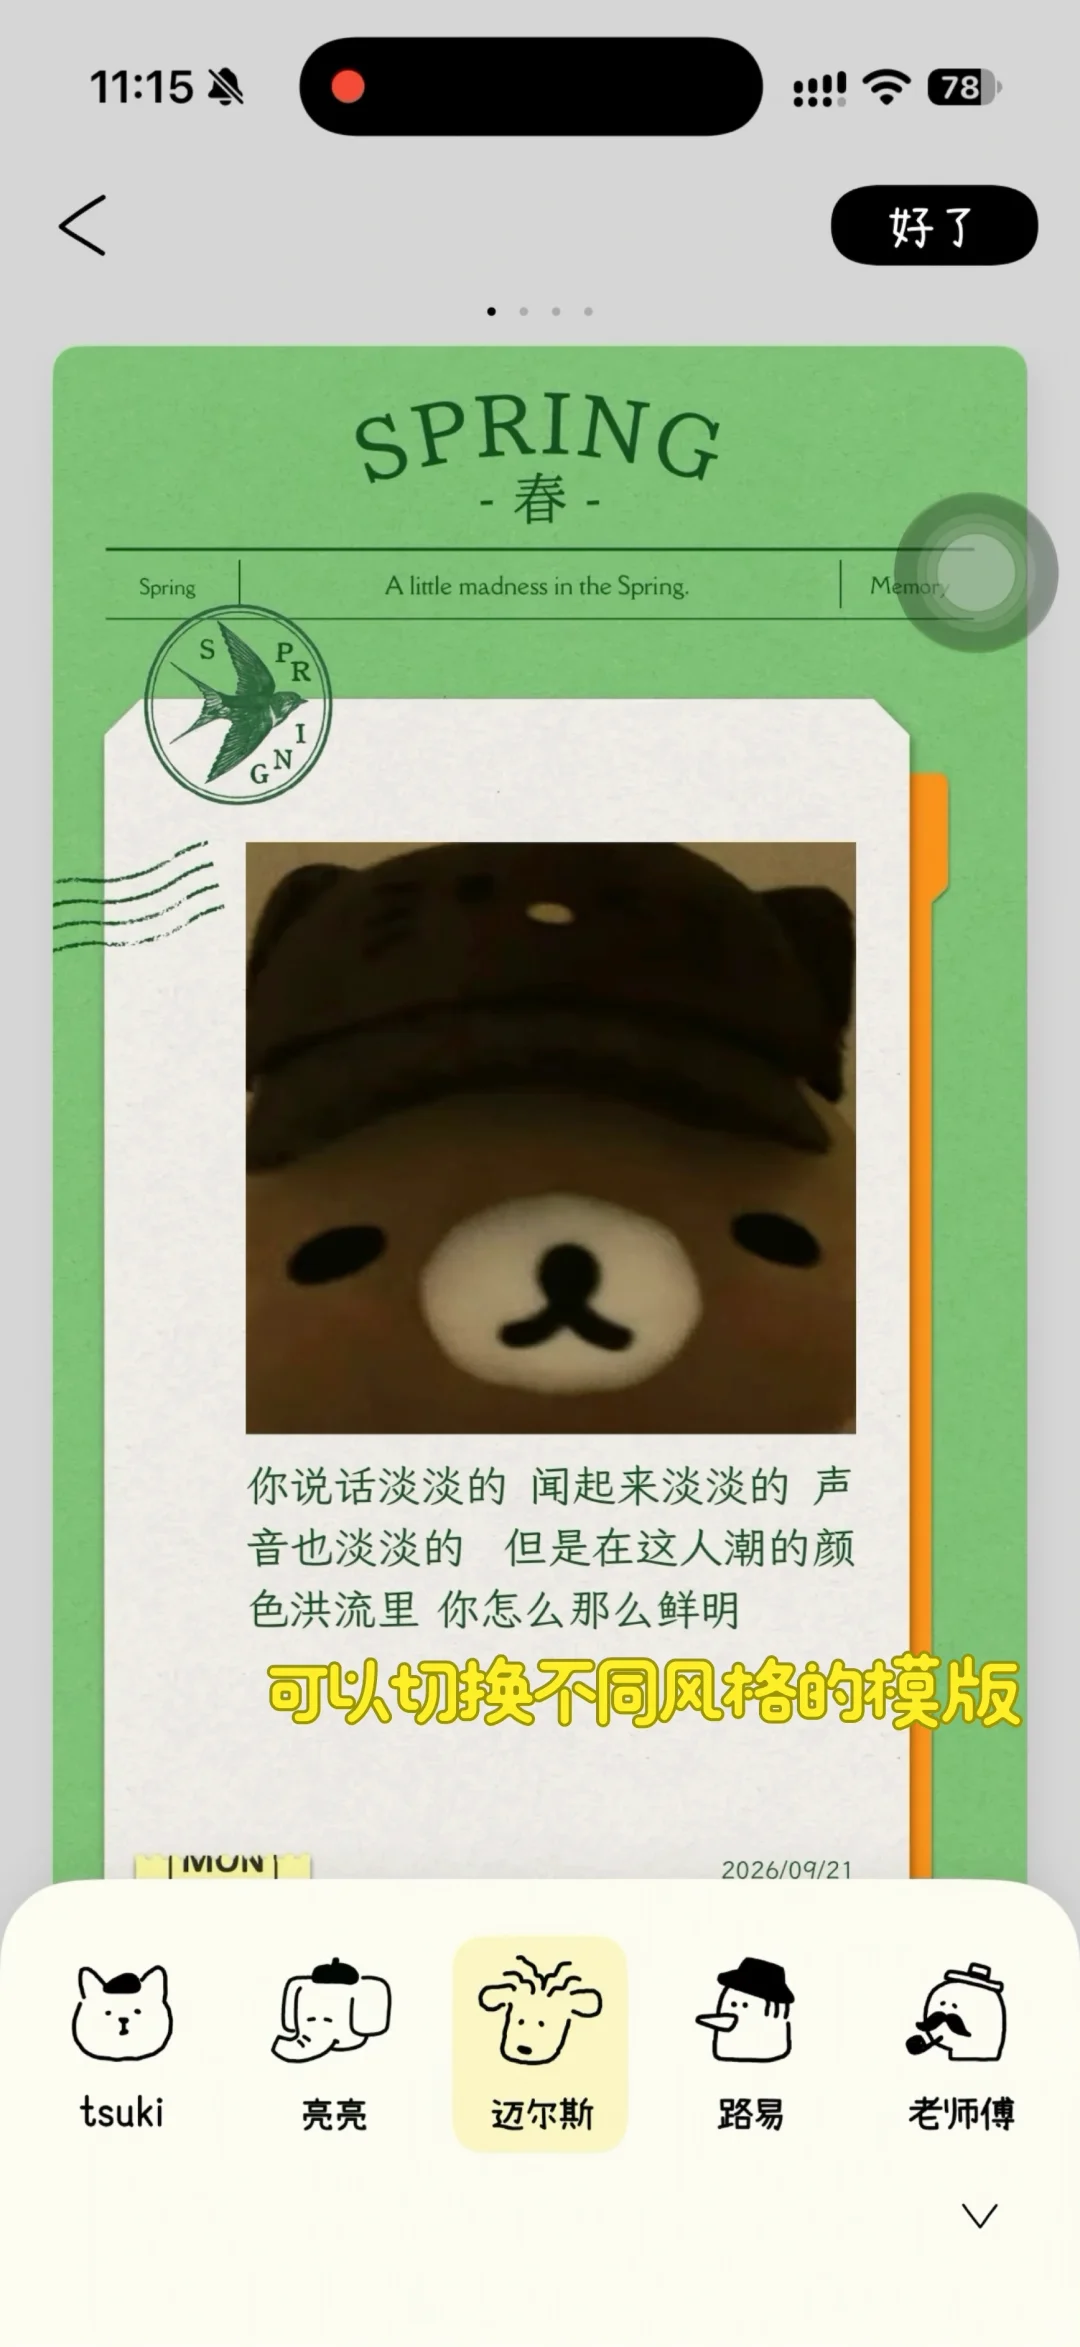 11:15
78
好了
SPRING
- 春 -
Spring
A little madness in the Spring.
Memory
SPRING
你说话淡淡的 闻起来淡淡的 声
音也淡淡的 但是在这人潮的颜
色洪流里 你怎么那么鲜明
可以切换不同风格的模版
MON
2026/09/21
tsuki
亮亮
迈尔斯
路易
老师傅